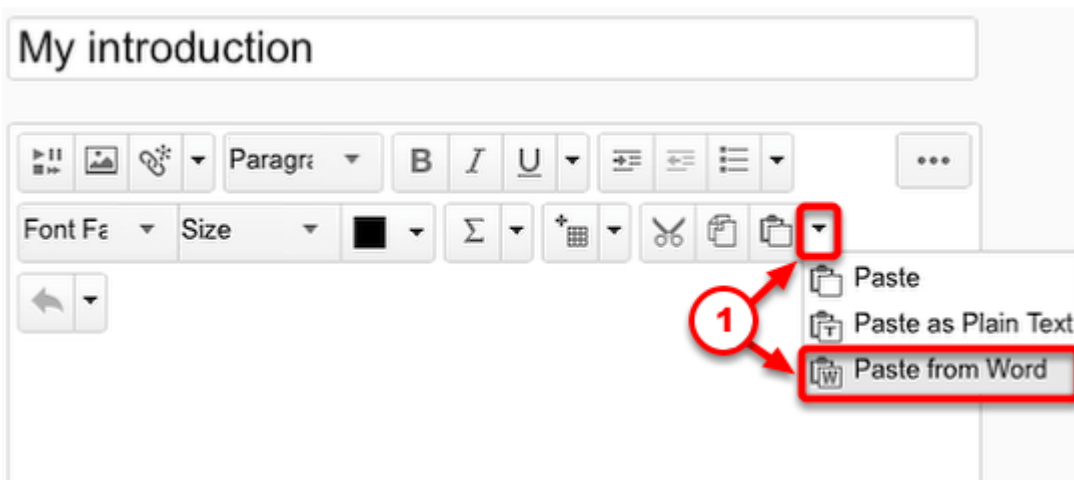 My introduction
Paragra
B I U
Font Fa Size Σ
Paste
1 Paste as Plain Text
Paste from Word